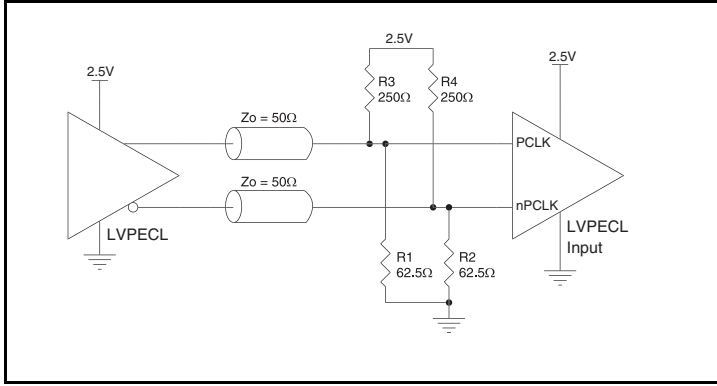 2.5V
2.5V
2.5V
R3
250Ω
R4
250Ω
Zo = 50Ω
PCLK
Zo = 50Ω
nPCLK
LVPECL
LVPECL
Input
R1
62.5Ω
R2
62.5Ω